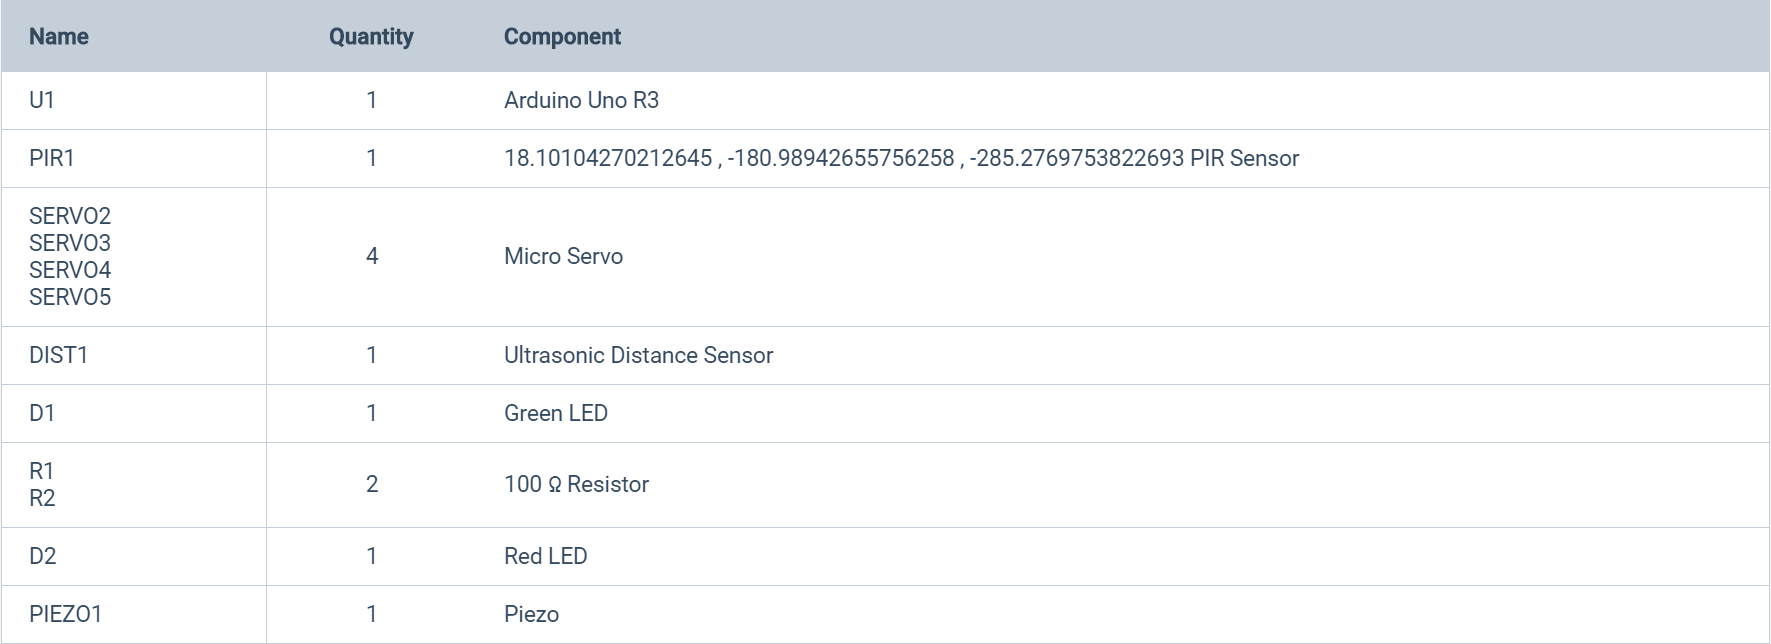 Name Quantity Component
U1 1 Arduino Uno R3
PIR1 1 18.10104270212645 , -180.98942655756258 , -285.2769753822693 PIR Sensor
SERVO2
SERVO3
SERVO4
SERVO5
4 Micro Servo
DIST1 1 Ultrasonic Distance Sensor
D1 1 Green LED
R1
R2
2 100 Ω Resistor
D2 1 Red LED
PIEZO1 1 Piezo